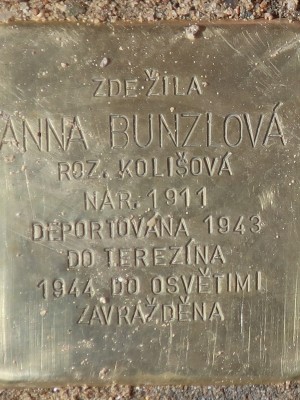 ZDE ŽILA
ANNA BUNZLOVÁ
ROZ. KOLIŠOVÁ
NAR. 1911
DEPORTOVÁNA 1943
DO TEREZÍNA
1944 DO OSVĚTIMI
ZAVRAŽDĚNA